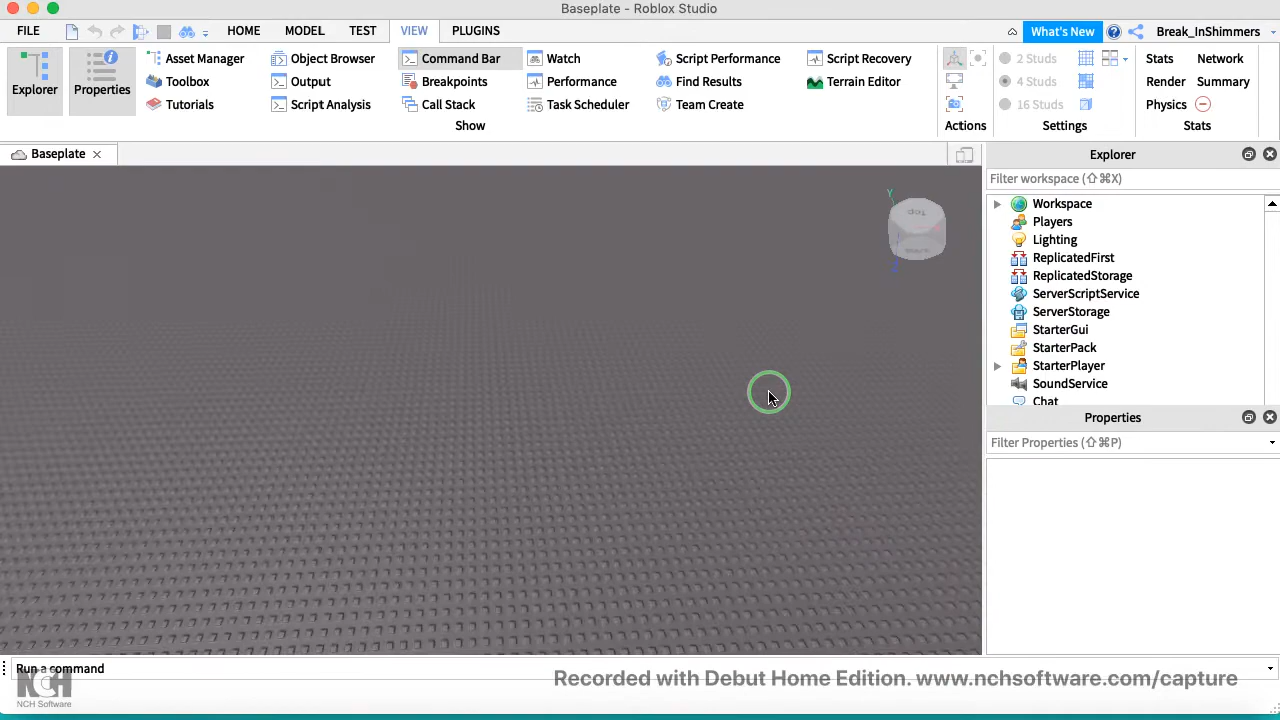 Baseplate - Roblox Studio
FILE HOME MODEL TEST VIEW PLUGINS What's New Break_InShimmers
Explorer
Properties
Asset Manager
Toolbox
Tutorials
Object Browser
Output
Script Analysis
Command Bar
Breakpoints
Call Stack
Watch
Performance
Task Scheduler
Script Performance
Find Results
Team Create
Script Recovery
Terrain Editor
Show
Actions
2 Studs
4 Studs
16 Studs
Settings
Stats Network
Render Summary
Physics
Stats
Baseplate
Y
Top
Explorer
Filter workspace (⇧⌘X)
Workspace
Players
Lighting
ReplicatedFirst
ReplicatedStorage
ServerScriptService
ServerStorage
StarterGui
StarterPack
StarterPlayer
SoundService
Chat
Properties
Filter Properties (⇧⌘P)
Run a command
NCH
NCH Software
Recorded with Debut Home Edition. www.nchsoftware.com/capture